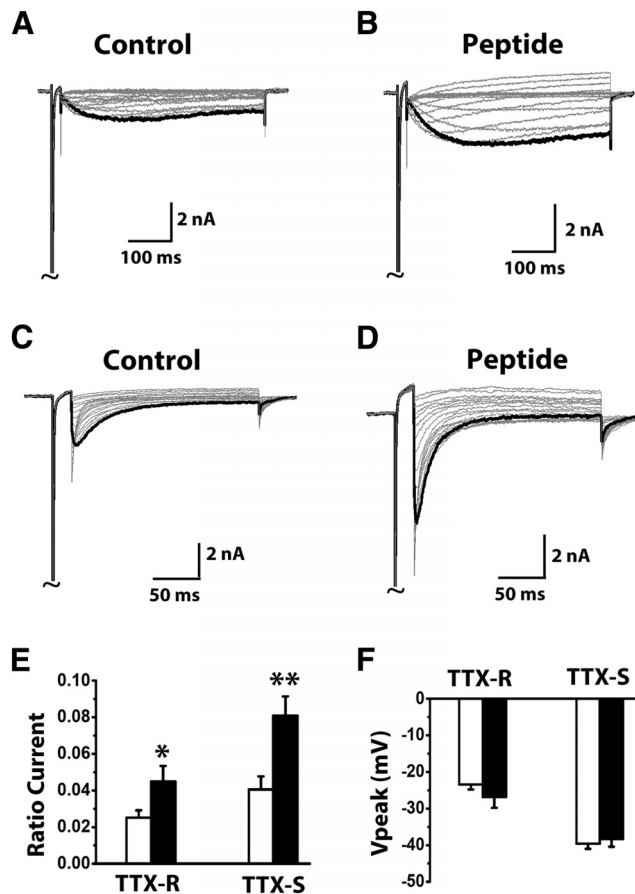 A
Control
2 nA
100 ms
~
B
Peptide
2 nA
100 ms
~
C
Control
2 nA
50 ms
~
D
Peptide
2 nA
50 ms
~
E
Ratio Current
0.10
0.08
0.06
0.04
0.02
0.00
*
**
TTX-R
TTX-S
F
TTX-R
TTX-S
Vpeak (mV)
0
-10
-20
-30
-40
-50